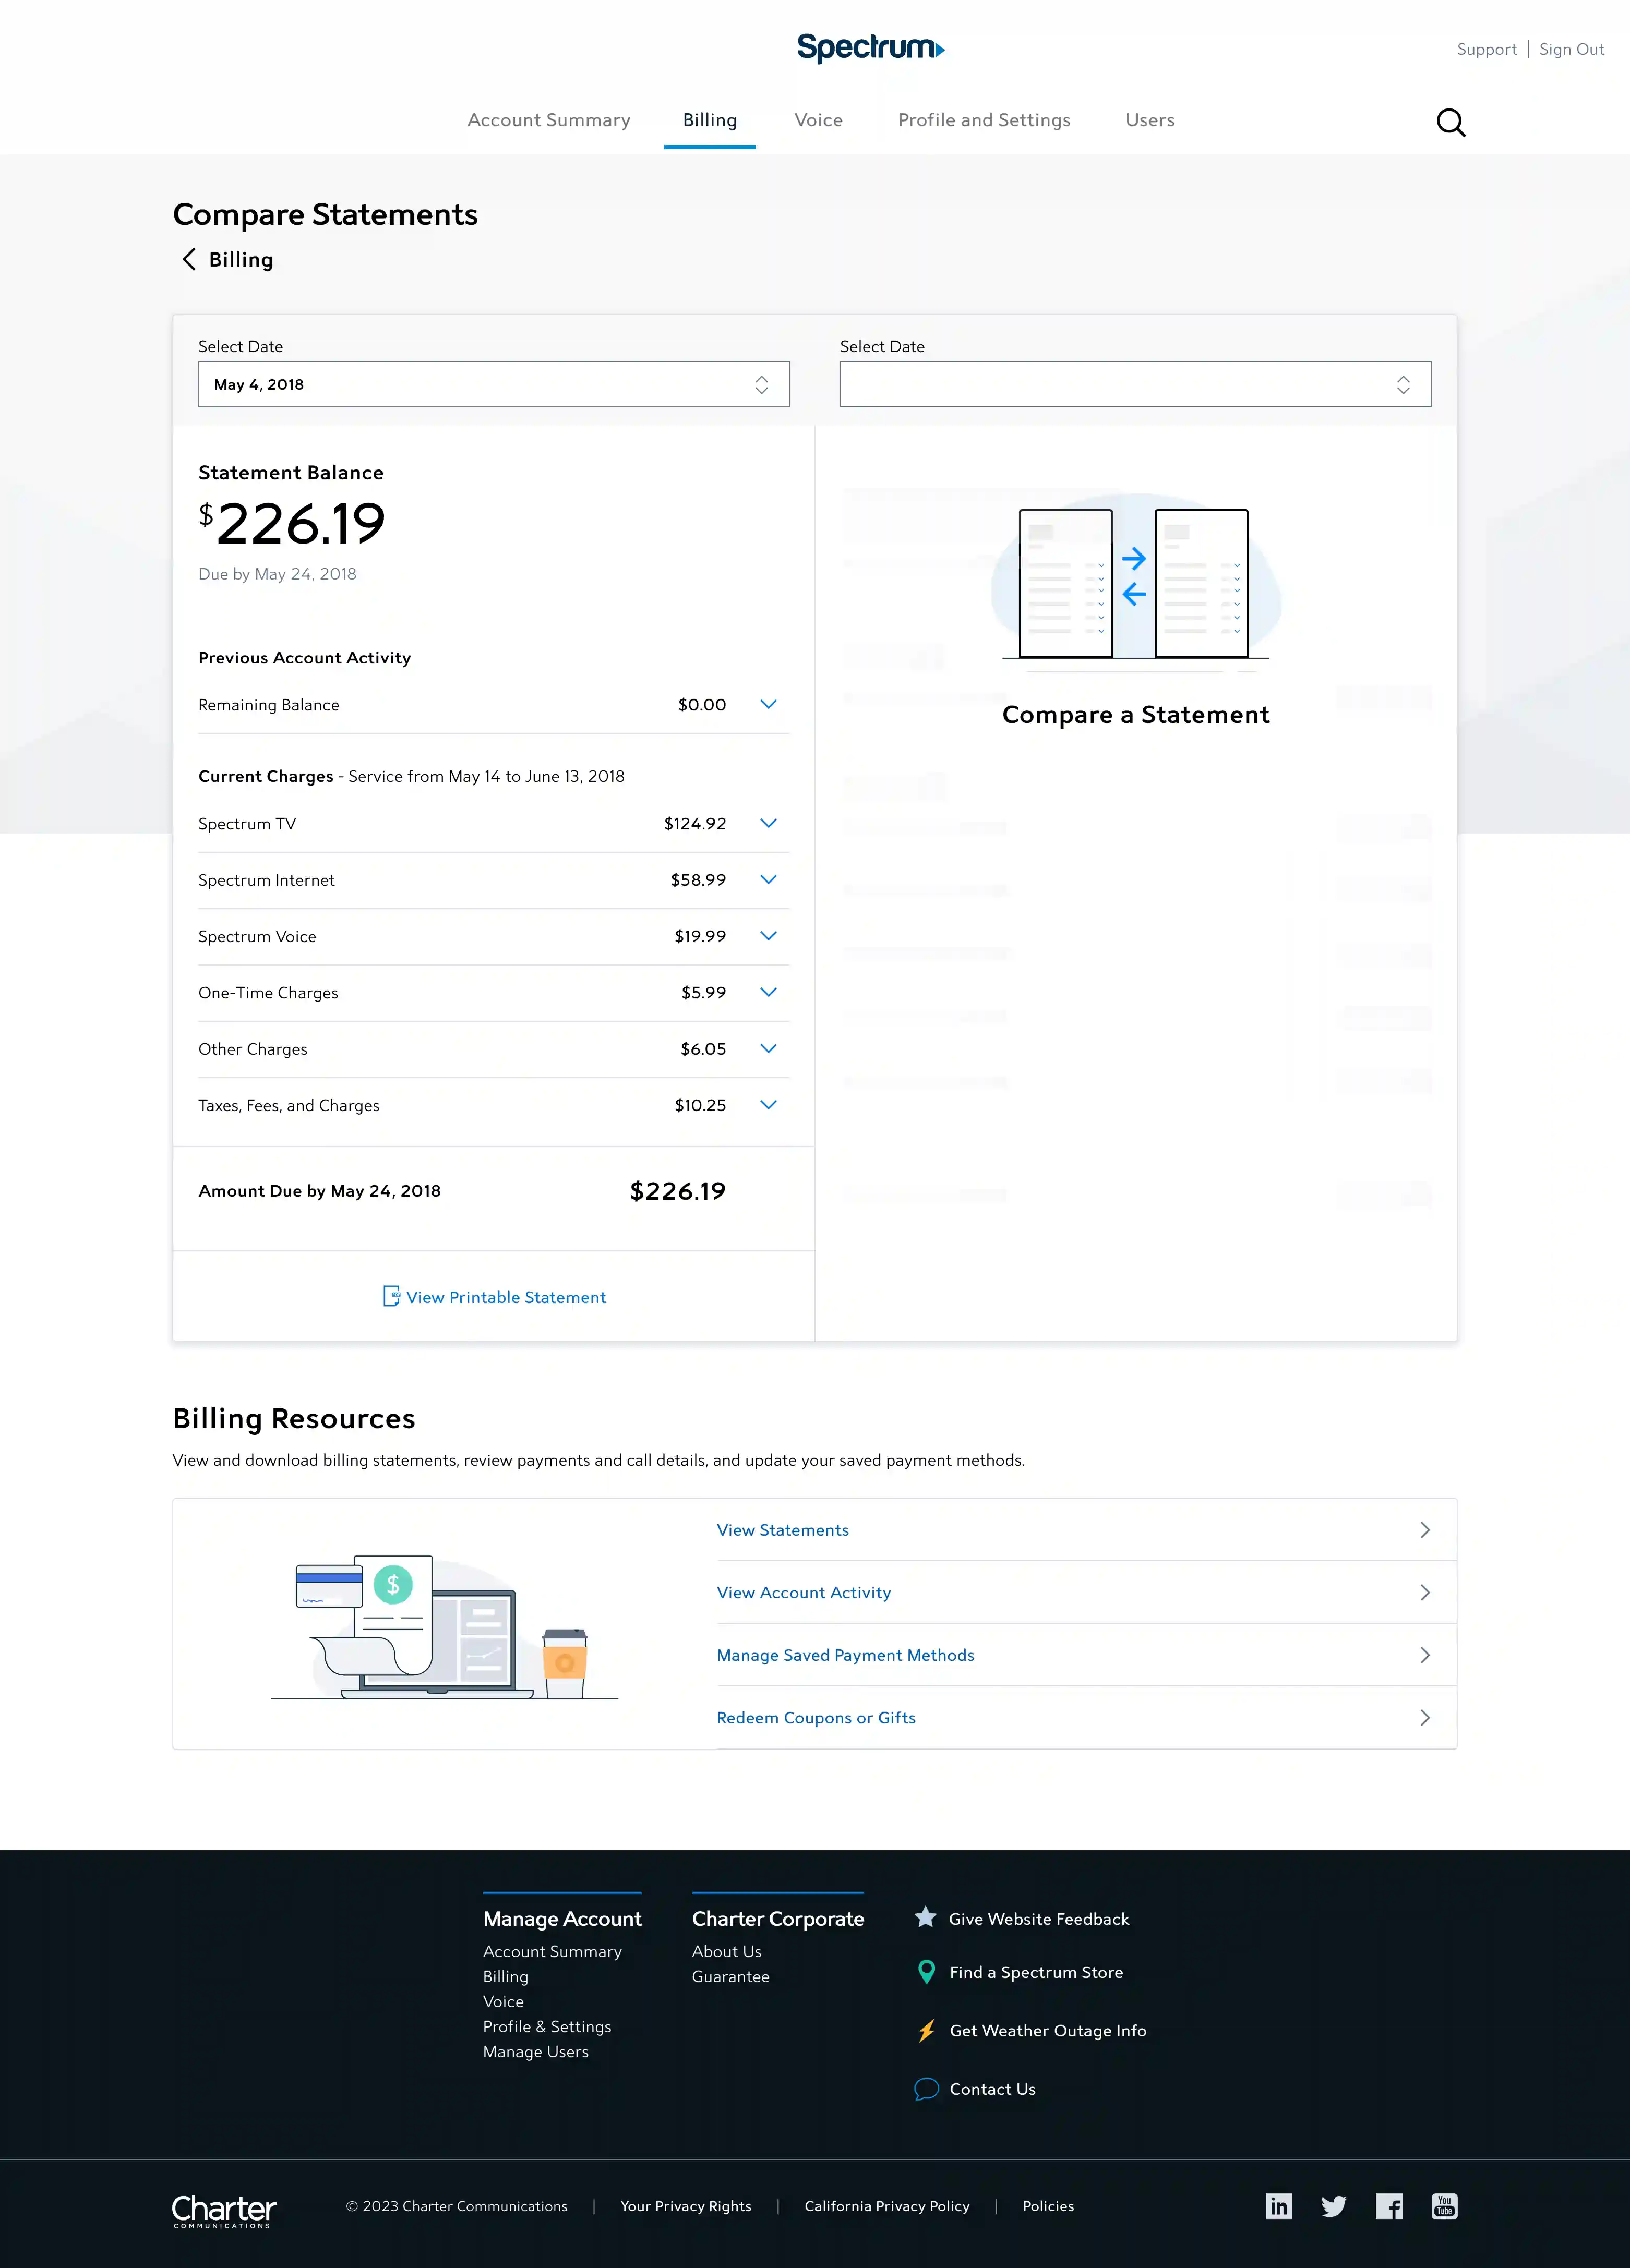 Spectrum
Support | Sign Out
Account Summary Billing Voice Profile and Settings Users
Compare Statements
Billing
Select Date
May 4, 2018
Select Date
Statement Balance
$226.19
Due by May 24, 2018
Previous Account Activity
Remaining Balance $0.00
Current Charges - Service from May 14 to June 13, 2018
Spectrum TV $124.92
Spectrum Internet $58.99
Spectrum Voice $19.99
One-Time Charges $5.99
Other Charges $6.05
Taxes, Fees, and Charges $10.25
Amount Due by May 24, 2018 $226.19
View Printable Statement
Compare a Statement
Billing Resources
View and download billing statements, review payments and call details, and update your saved payment methods.
$
View Statements
View Account Activity
Manage Saved Payment Methods
Redeem Coupons or Gifts
Manage Account
Account Summary
Billing
Voice
Profile & Settings
Manage Users
Charter Corporate
About Us
Guarantee
Give Website Feedback
Find a Spectrum Store
Get Weather Outage Info
Contact Us
Charter
COMMUNICATIONS
© 2023 Charter Communications | Your Privacy Rights | California Privacy Policy | Policies
in
You
Tube